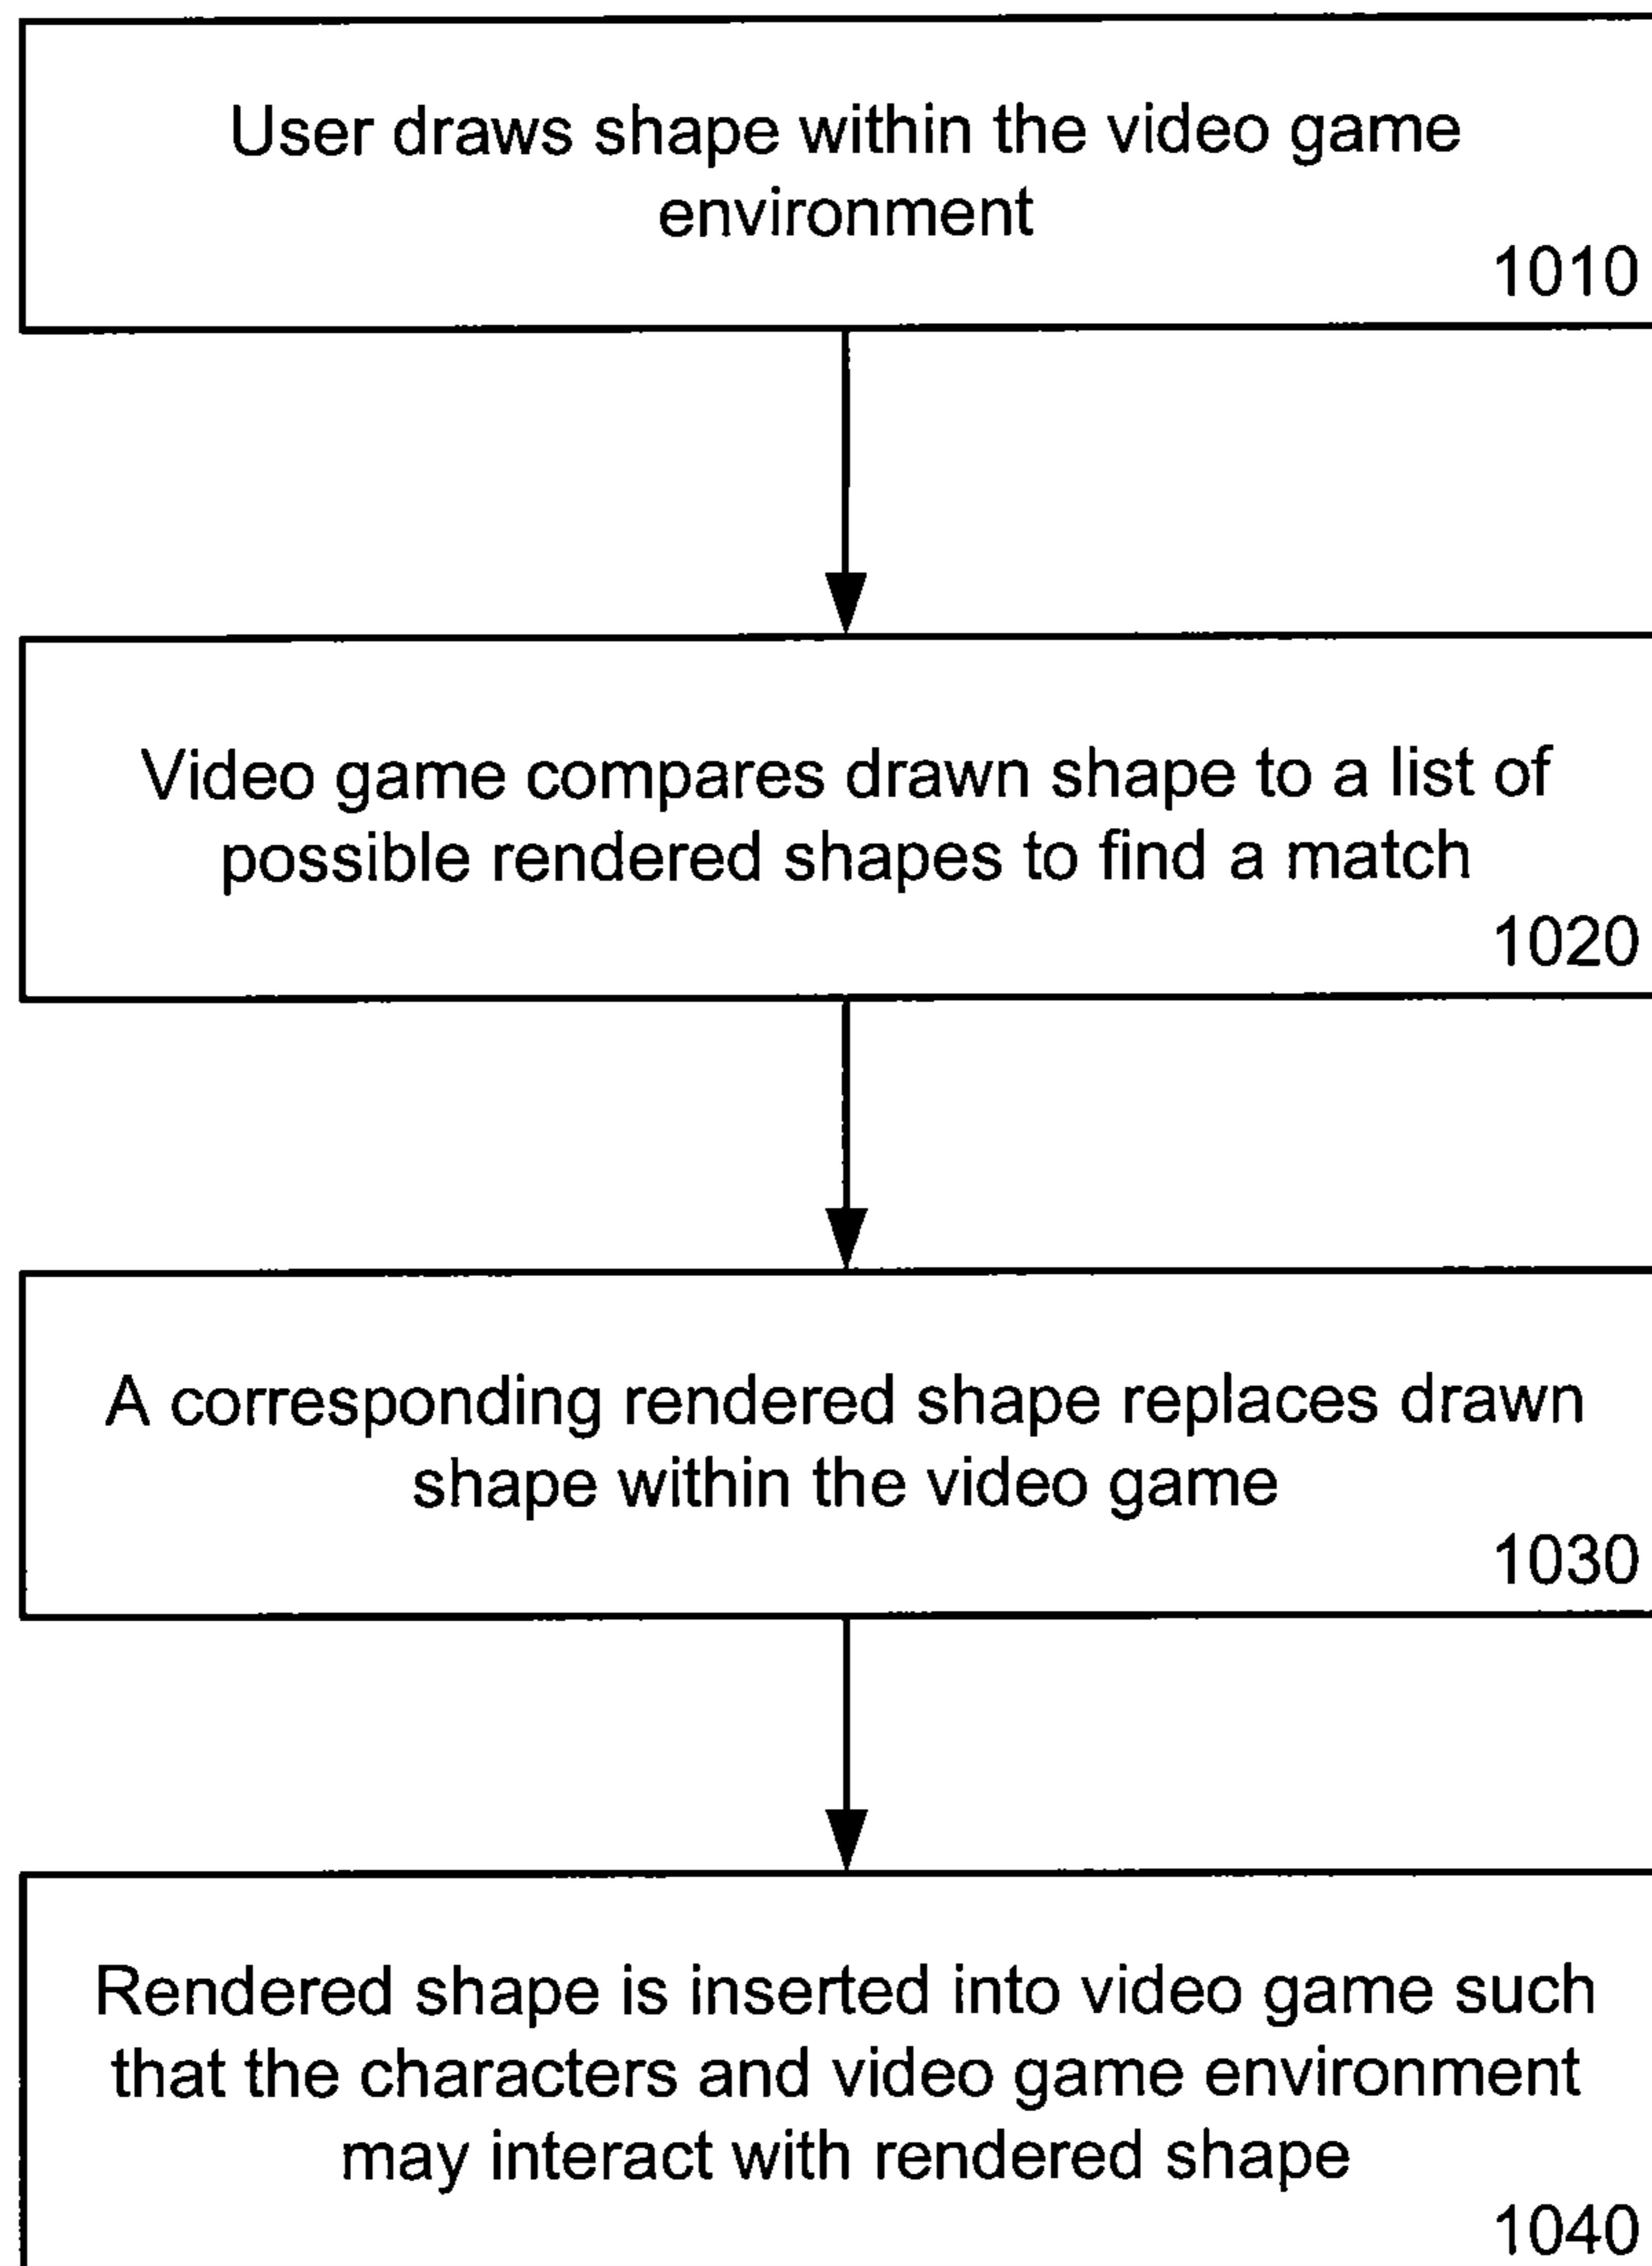 User draws shape within the video game
environment
1010
Video game compares drawn shape to a list of
possible rendered shapes to find a match
1020
A corresponding rendered shape replaces drawn
shape within the video game
1030
Rendered shape is inserted into video game such
that the characters and video game environment
may interact with rendered shape
1040